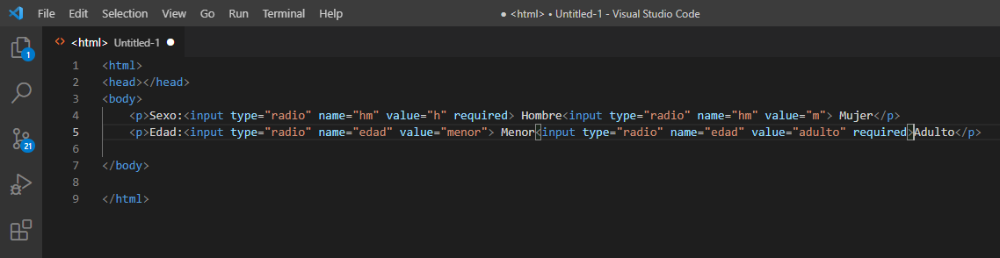 File Edit Selection View Go Run Terminal Help ● <html> • Untitled-1 - Visual Studio Code
<html> Untitled-1 ●
1 <html>
2 <head></head>
3 <body>
4 <p>Sexo:<input type="radio" name="hm" value="h" required> Hombre<input type="radio" name="hm" value="m"> Mujer</p>
5 <p>Edad:<input type="radio" name="edad" value="menor"> Menor<input type="radio" name="edad" value="adulto" required>Adulto</p>
6
7 </body>
8
9 </html>
1
21